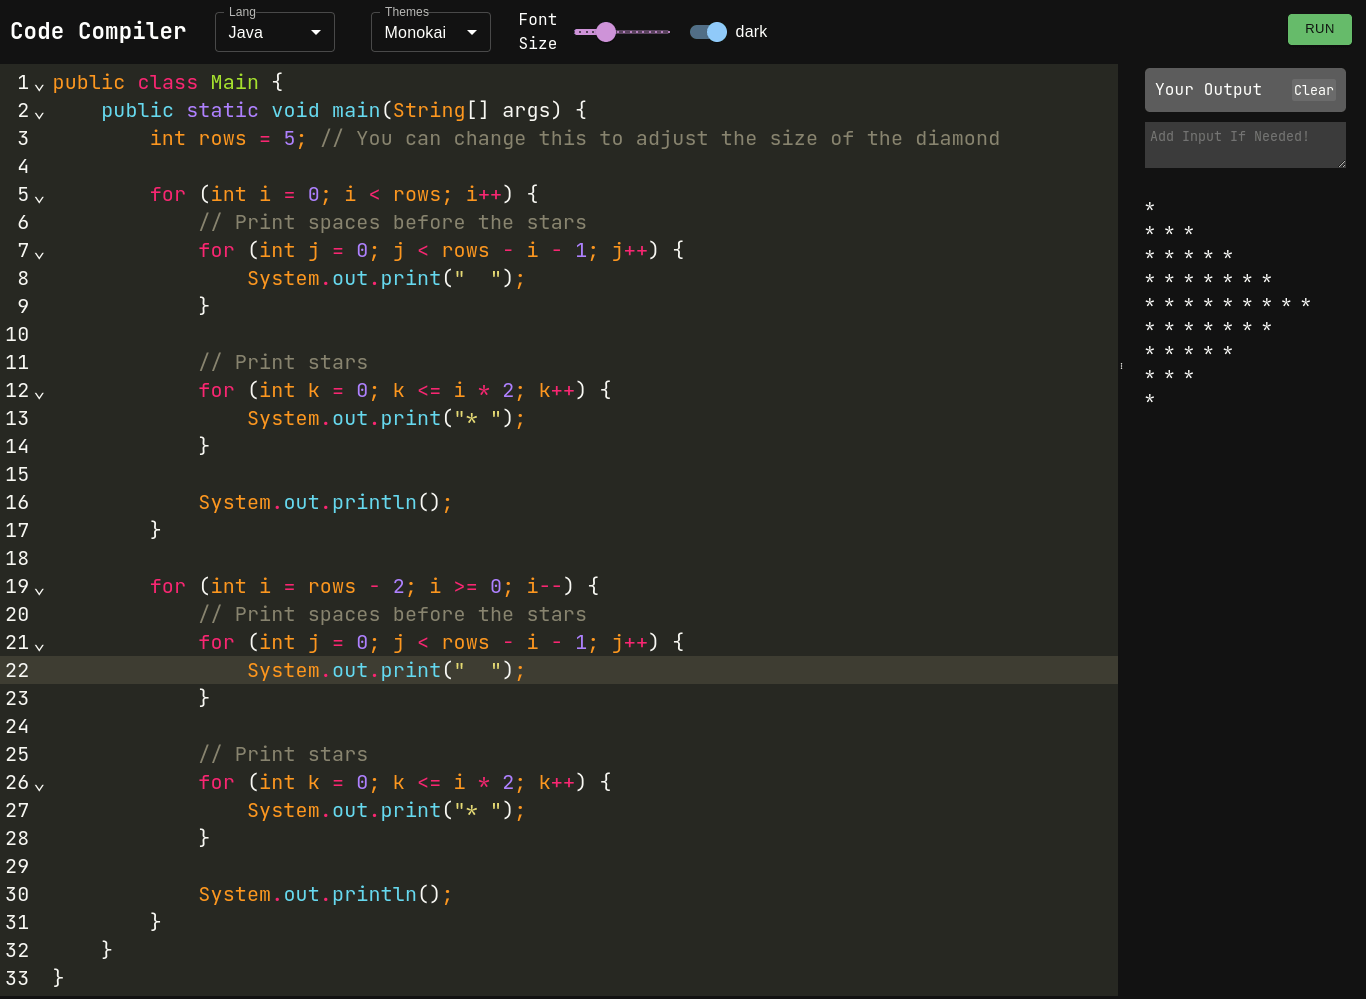 Code Compiler
Lang
Java
Themes
Monokai
Font
Size
dark
RUN
1 public class Main {
2     public static void main(String[] args) {
3         int rows = 5; // You can change this to adjust the size of the diamond
4
5         for (int i = 0; i < rows; i++) {
6             // Print spaces before the stars
7             for (int j = 0; j < rows - i - 1; j++) {
8                 System.out.print("  ");
9             }
10
11             // Print stars
12             for (int k = 0; k <= i * 2; k++) {
13                 System.out.print("* ");
14             }
15
16             System.out.println();
17         }
18
19         for (int i = rows - 2; i >= 0; i--) {
20             // Print spaces before the stars
21             for (int j = 0; j < rows - i - 1; j++) {
22                 System.out.print("  ");
23             }
24
25             // Print stars
26             for (int k = 0; k <= i * 2; k++) {
27                 System.out.print("* ");
28             }
29
30             System.out.println();
31         }
32     }
33 }
Your Output
Clear
Add Input If Needed!
*
* * *
* * * * *
* * * * * * *
* * * * * * * * *
* * * * * * *
* * * * *
* * *
*